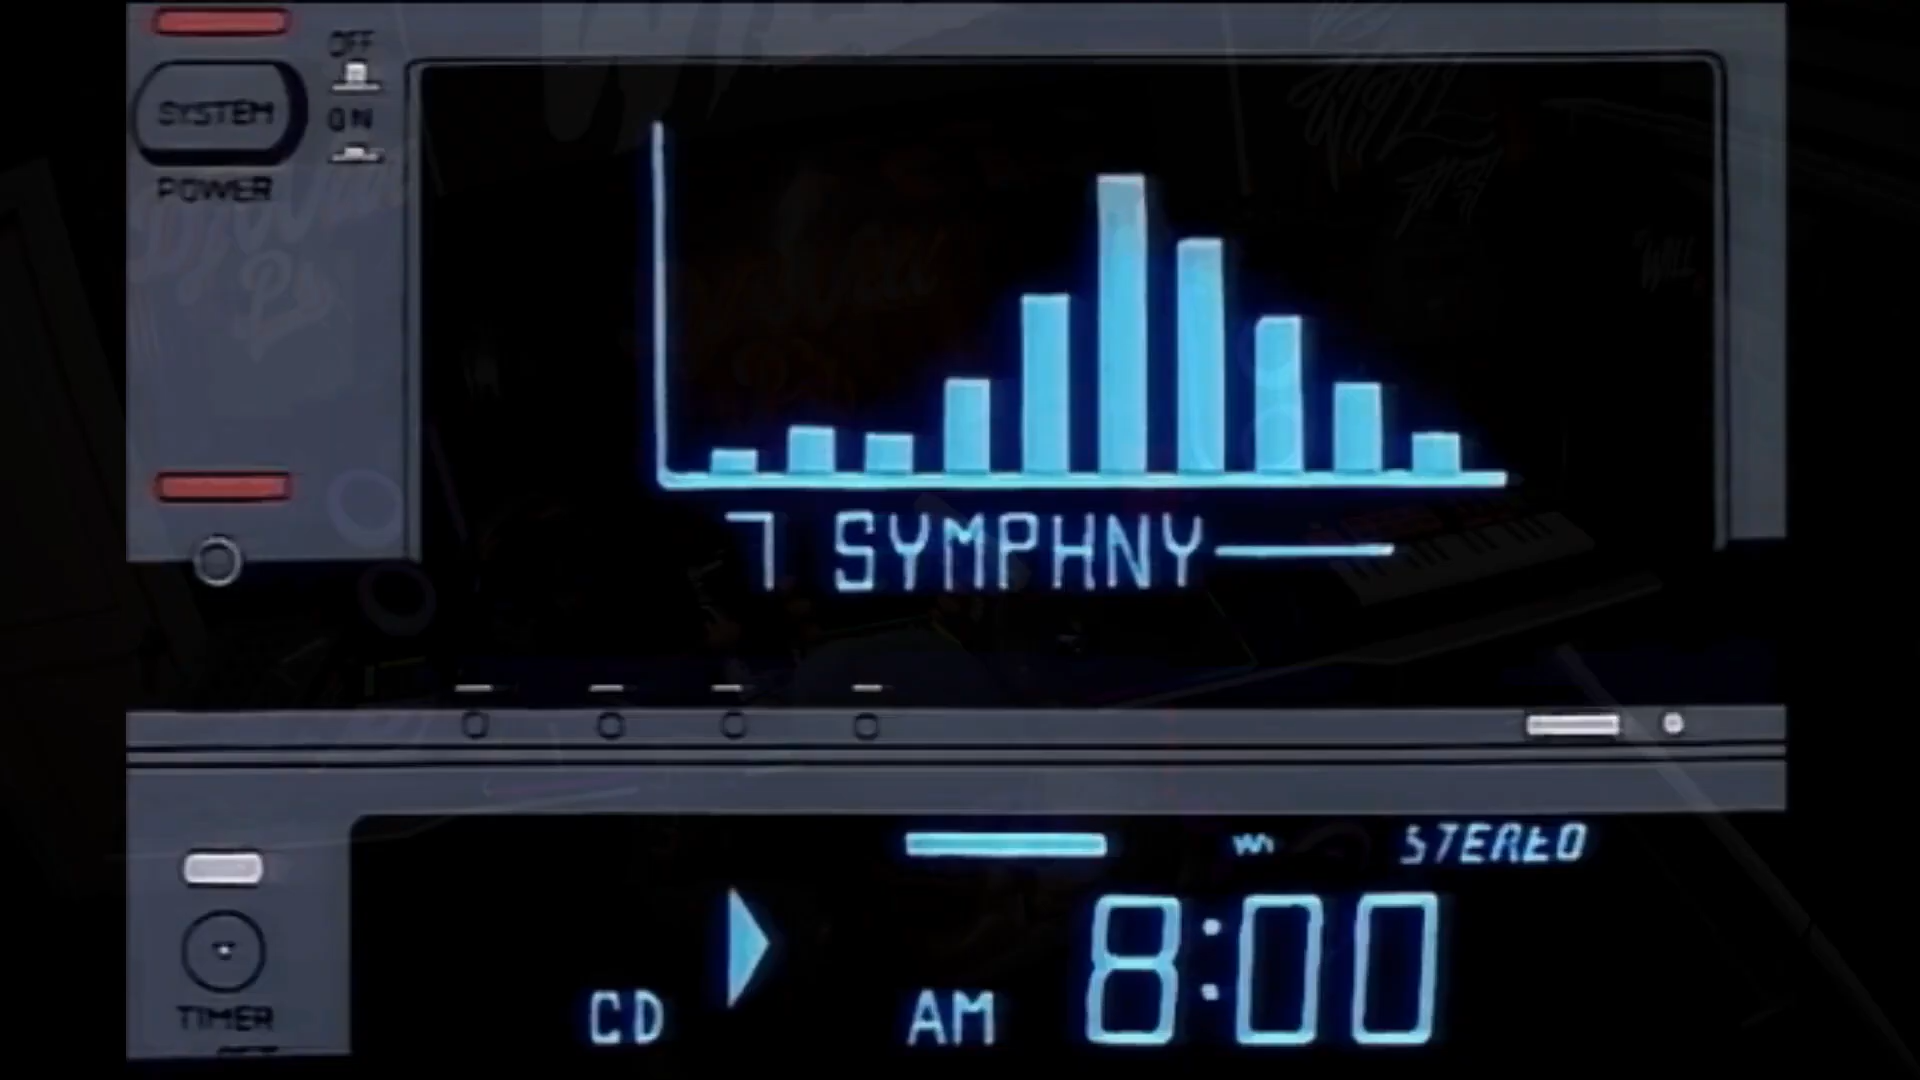 OFF
SYSTEM
ON
POWER
7 SYMPHNY
STEREO
8:00
CD
AM
TIMER